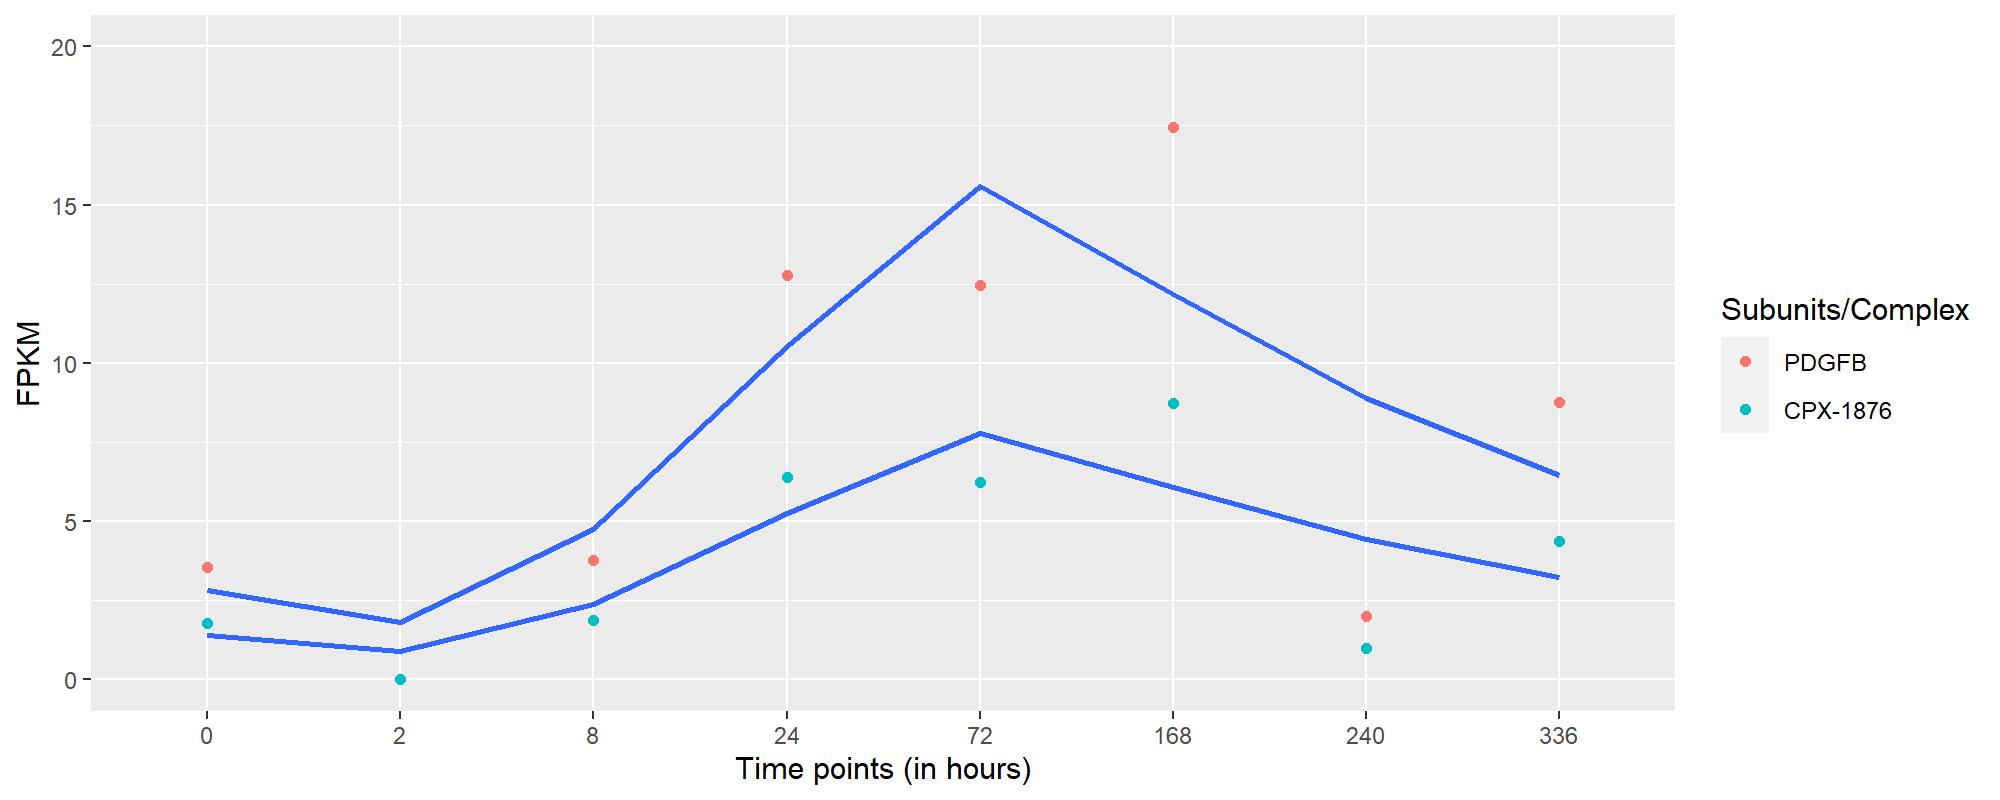 20
15
10
5
0
FPKM
0 2 8 24 72 168 240 336
Time points (in hours)
Subunits/Complex
PDGFB
CPX-1876